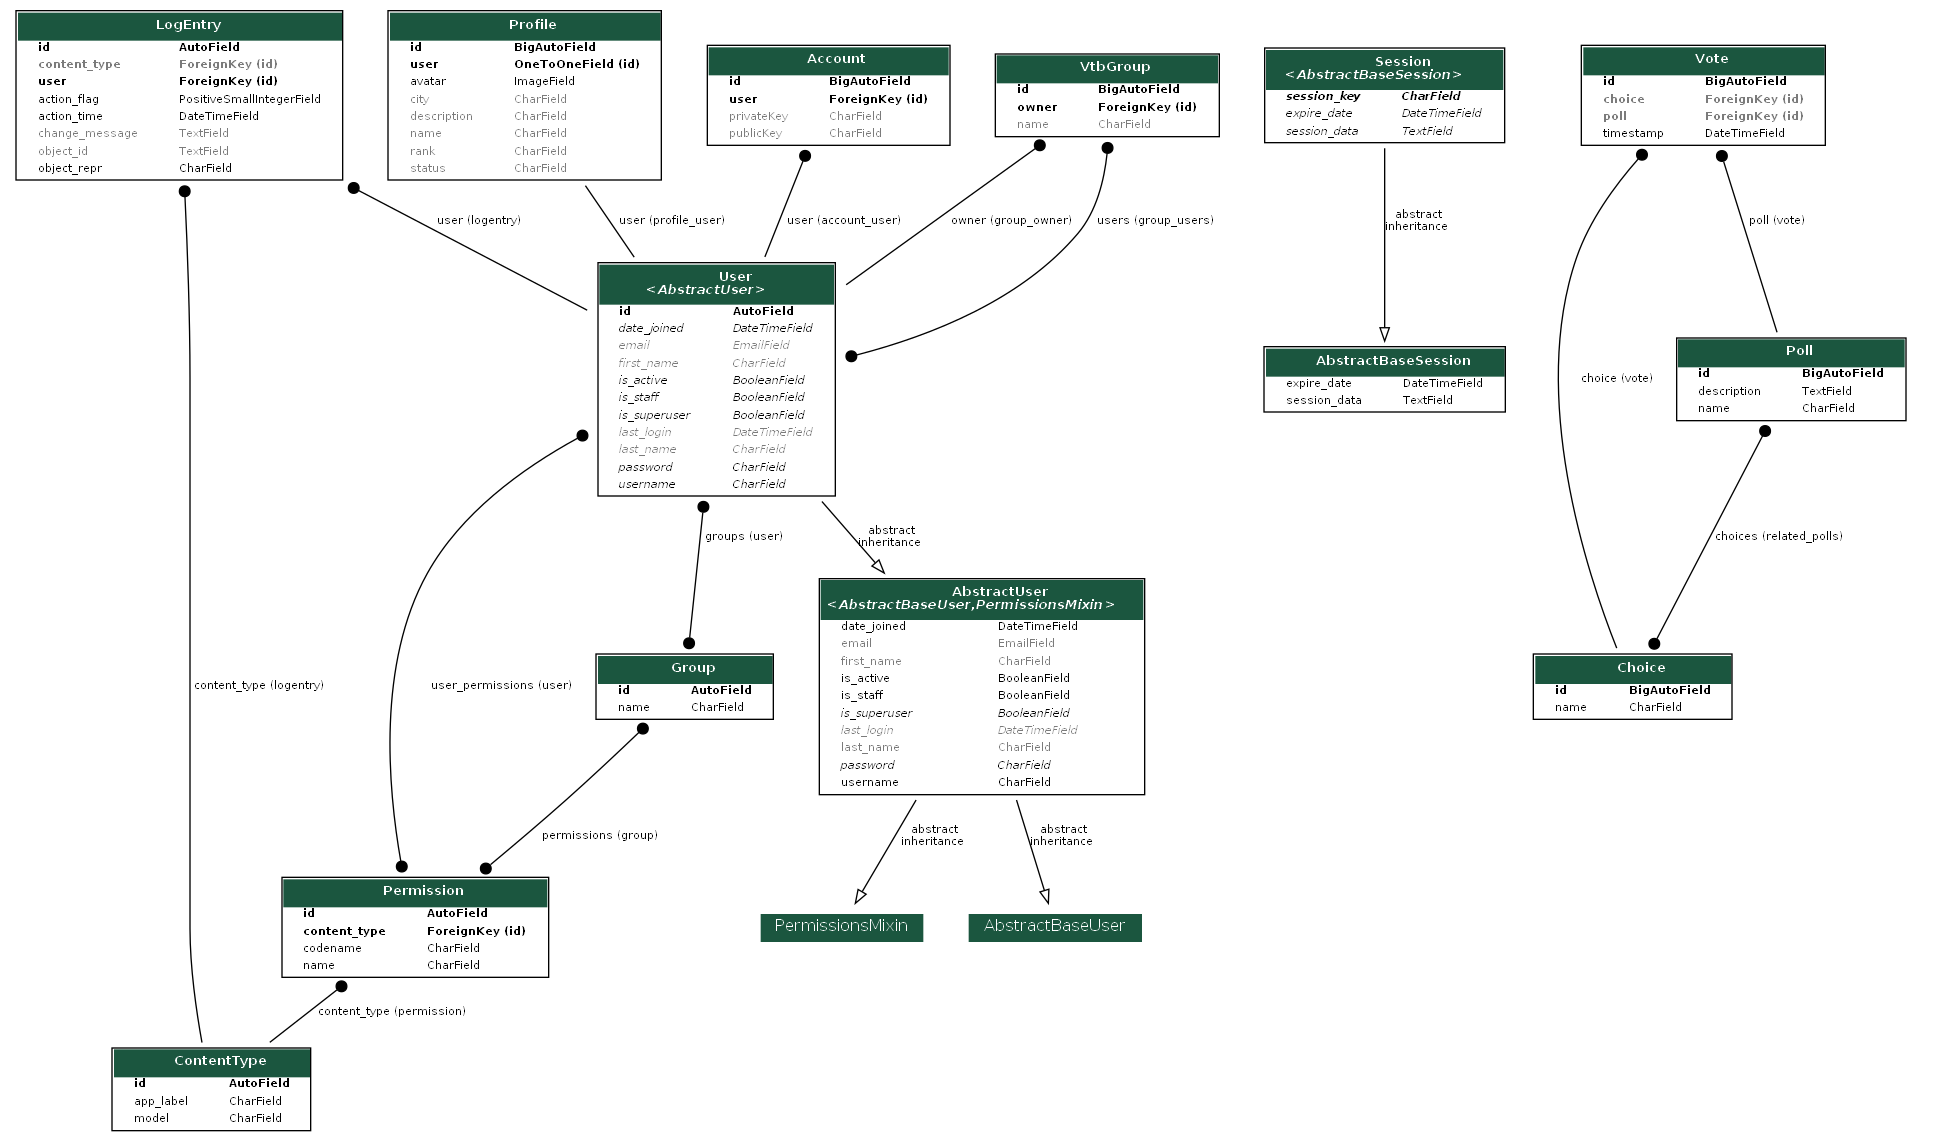 LogEntry
id AutoField
content_type ForeignKey (id)
user ForeignKey (id)
action_flag PositiveSmallIntegerField
action_time DateTimeField
change_message TextField
object_id TextField
object_repr CharField
Profile
id BigAutoField
user OneToOneField (id)
avatar ImageField
city CharField
description CharField
name CharField
rank CharField
status CharField
Account
id BigAutoField
user ForeignKey (id)
privateKey CharField
publicKey CharField
VtbGroup
id BigAutoField
owner ForeignKey (id)
name CharField
Session
<AbstractBaseSession>
session_key CharField
expire_date DateTimeField
session_data TextField
Vote
id BigAutoField
choice ForeignKey (id)
poll ForeignKey (id)
timestamp DateTimeField
user (logentry)
user (profile_user)
user (account_user)
owner (group_owner)
users (group_users)
abstract
inheritance
poll (vote)
User
<AbstractUser>
id AutoField
date_joined DateTimeField
email EmailField
first_name CharField
is_active BooleanField
is_staff BooleanField
is_superuser BooleanField
last_login DateTimeField
last_name CharField
password CharField
username CharField
AbstractBaseSession
expire_date DateTimeField
session_data TextField
choice (vote)
Poll
id BigAutoField
description TextField
name CharField
groups (user)
abstract
inheritance
choices (related_polls)
AbstractUser
<AbstractBaseUser,PermissionsMixin>
date_joined DateTimeField
email EmailField
first_name CharField
is_active BooleanField
is_staff BooleanField
is_superuser BooleanField
last_login DateTimeField
last_name CharField
password CharField
username CharField
content_type (logentry)
user_permissions (user)
Group
id AutoField
name CharField
Choice
id BigAutoField
name CharField
permissions (group)
abstract
inheritance
abstract
inheritance
Permission
id AutoField
content_type ForeignKey (id)
codename CharField
name CharField
PermissionsMixin
AbstractBaseUser
content_type (permission)
ContentType
id AutoField
app_label CharField
model CharField